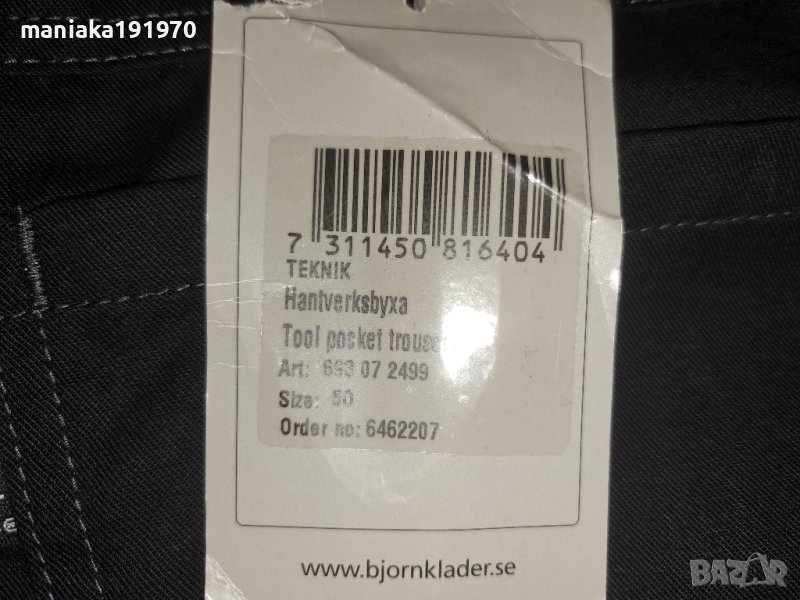 maniaka191970
7 311450 816404
TEKNIK
Hantverksbyxa
Tool pocket
Art: 693 07 2499
Size: 50
Order no: 6462207
www.bjornklader.se
BAZAR